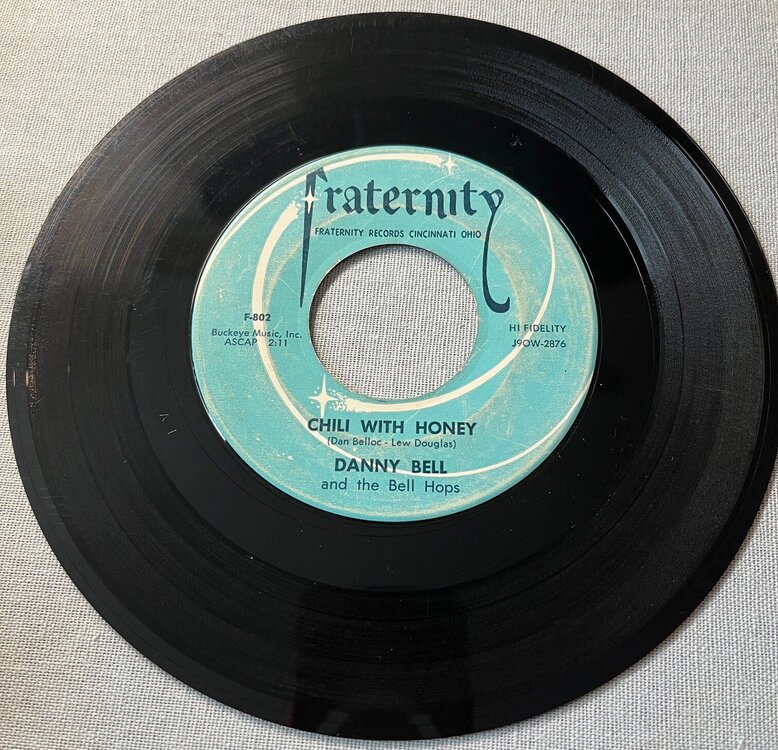 fraternity
FRATERNITY RECORDS CINCINNATI OHIO
F-802
Buckeye Music, Inc.
ASCAP 2:11
HI FIDELITY
J9OW-2876
CHILI WITH HONEY
(Dan Belloc - Lew Douglas)
DANNY BELL
and the Bell Hops